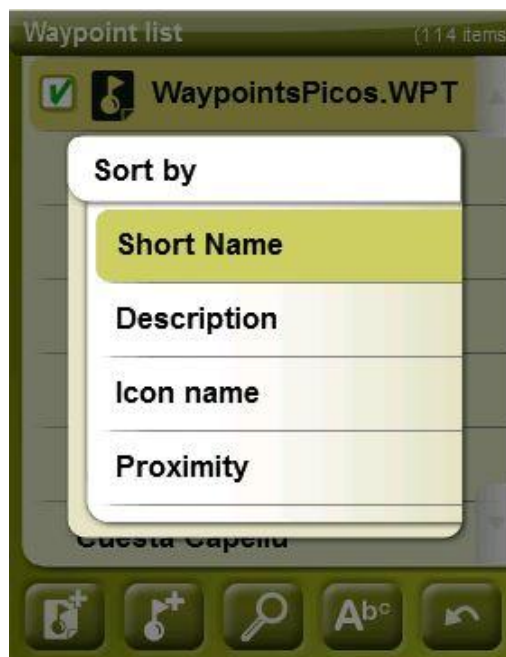 Waypoint list (114 items
WaypointsPicos.WPT
Sort by
Short Name
Description
Icon name
Proximity
Cuesta Capellu
Abc